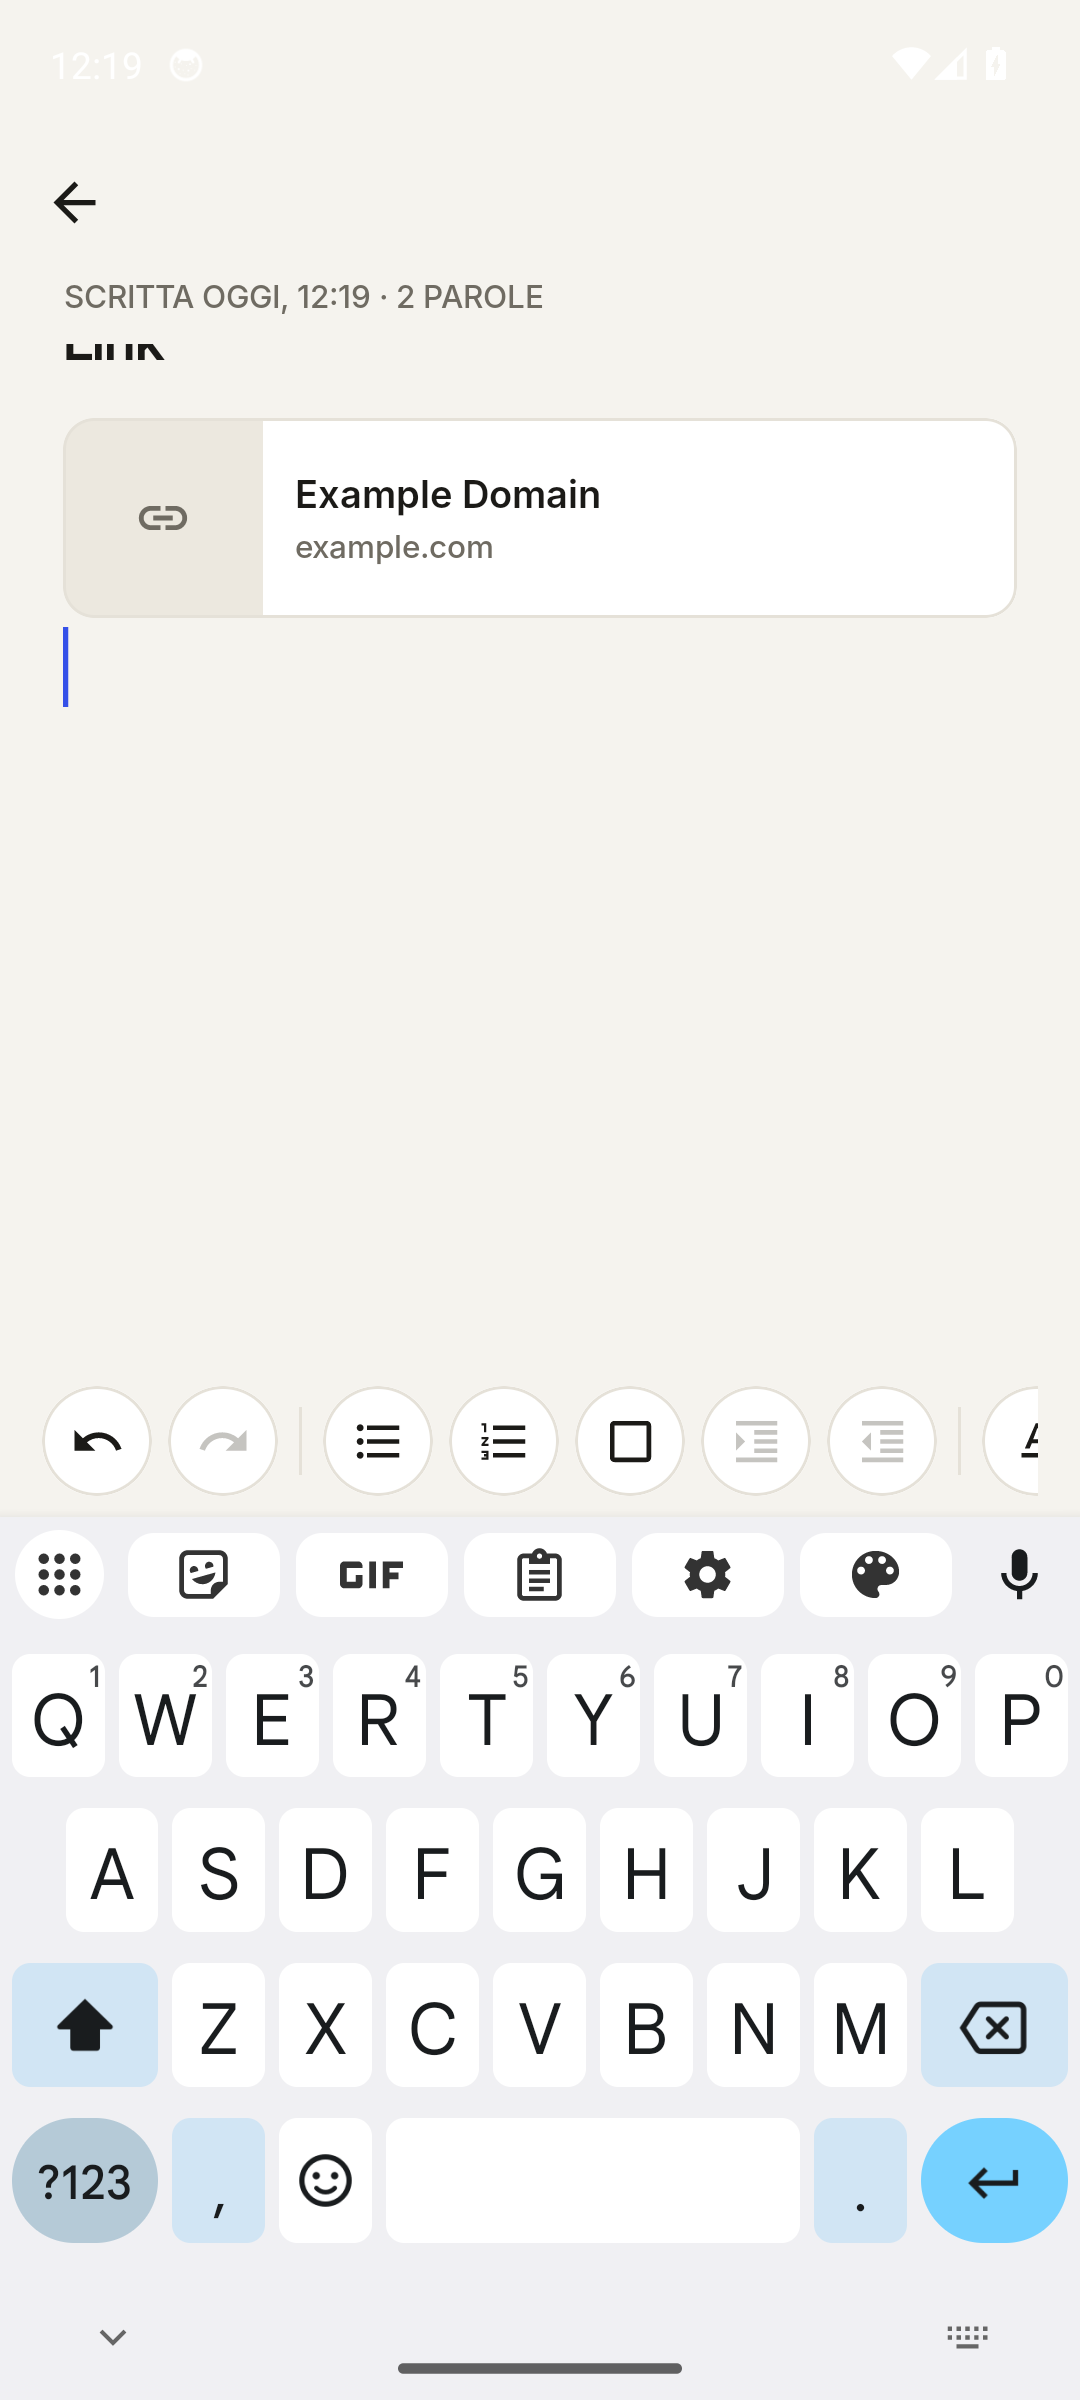 12:19
SCRITTA OGGI, 12:19 · 2 PAROLE
Link
Example Domain
example.com
GIF
Q 1 W 2 E 3 R 4 T 5 Y 6 U 7 I 8 O 9 P 0
A S D F G H J K L
Z X C V B N M
?123 , .